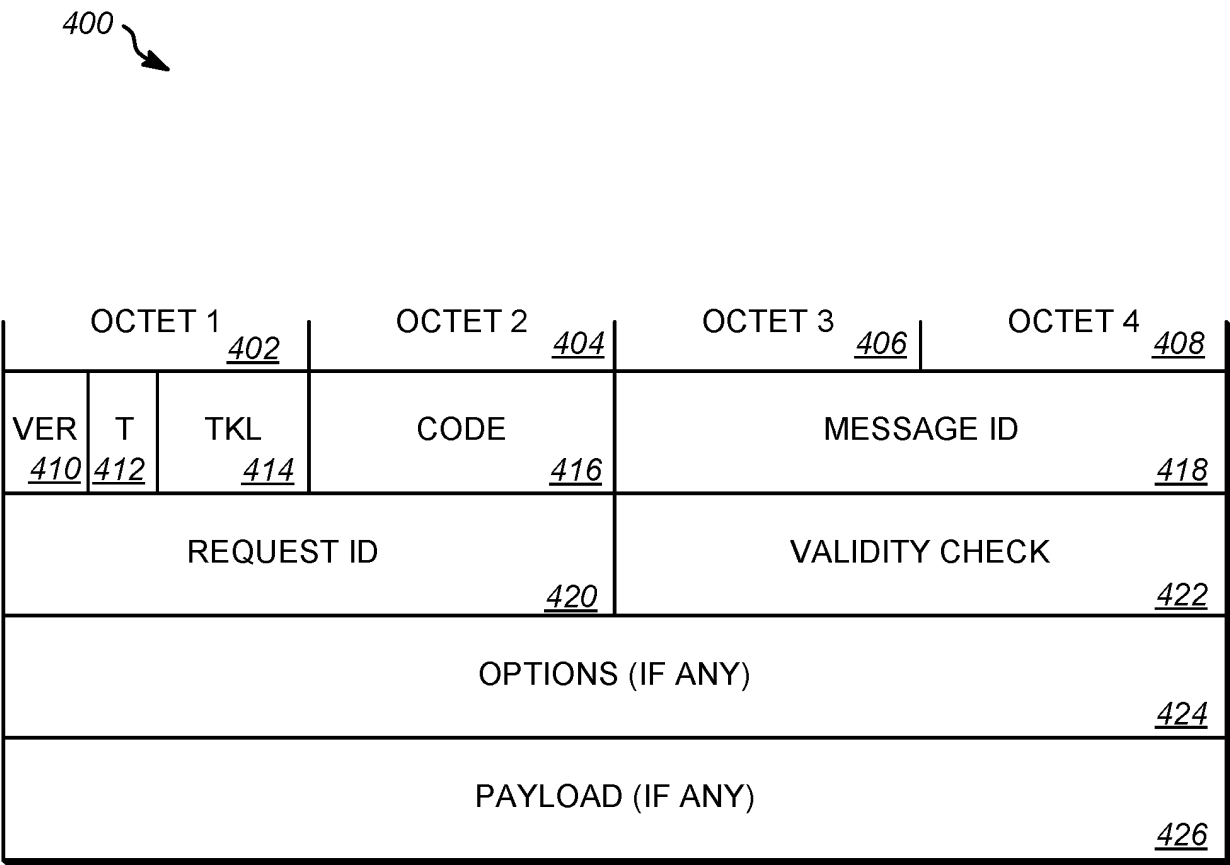 400
OCTET 1 OCTET 2 OCTET 3 OCTET 4
402 404 406 408
VER T TKL CODE MESSAGE ID
410 412 414 416 418
REQUEST ID VALIDITY CHECK
420 422
OPTIONS (IF ANY)
424
PAYLOAD (IF ANY)
426